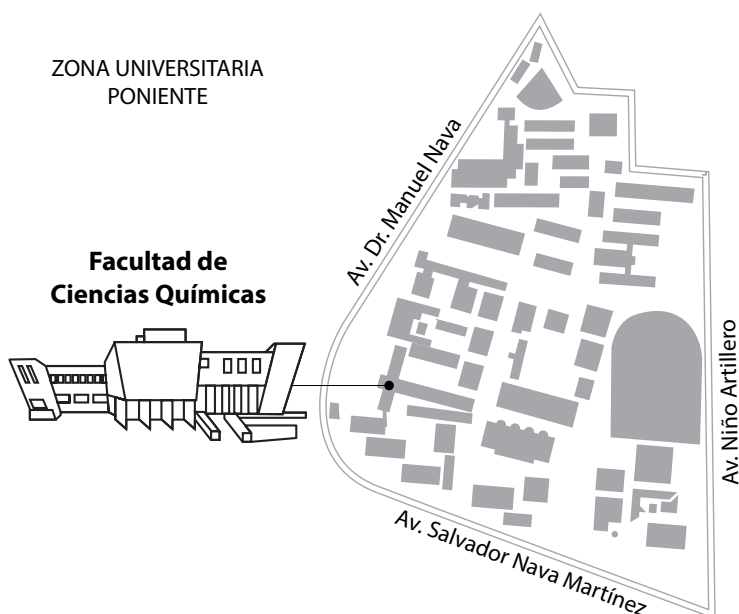 ZONA UNIVERSITARIA
PONIENTE
Av. Dr. Manuel Nava
Facultad de
Ciencias Químicas
Av. Niño Artillero
Av. Salvador Nava Martínez